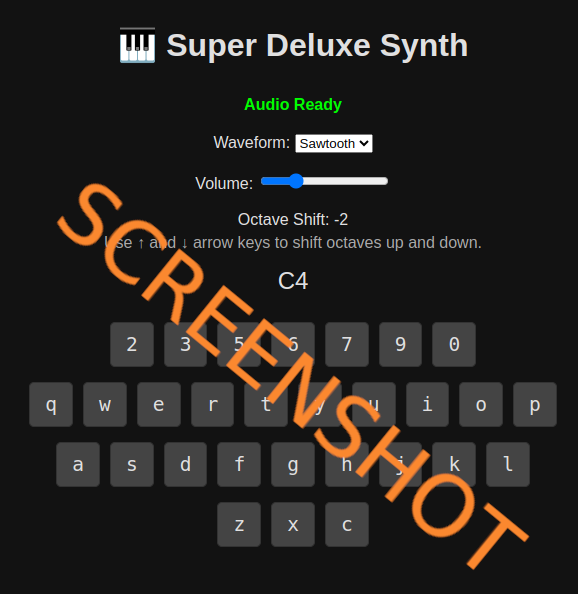 Super Deluxe Synth
Audio Ready
Waveform: Sawtooth
Volume:
Octave Shift: -2
Use ↑ and ↓ arrow keys to shift octaves up and down.
C4
2 3 5 6 7 9 0
q w e r t y u i o p
a s d f g h j k l
z x c
SCREENSHOT